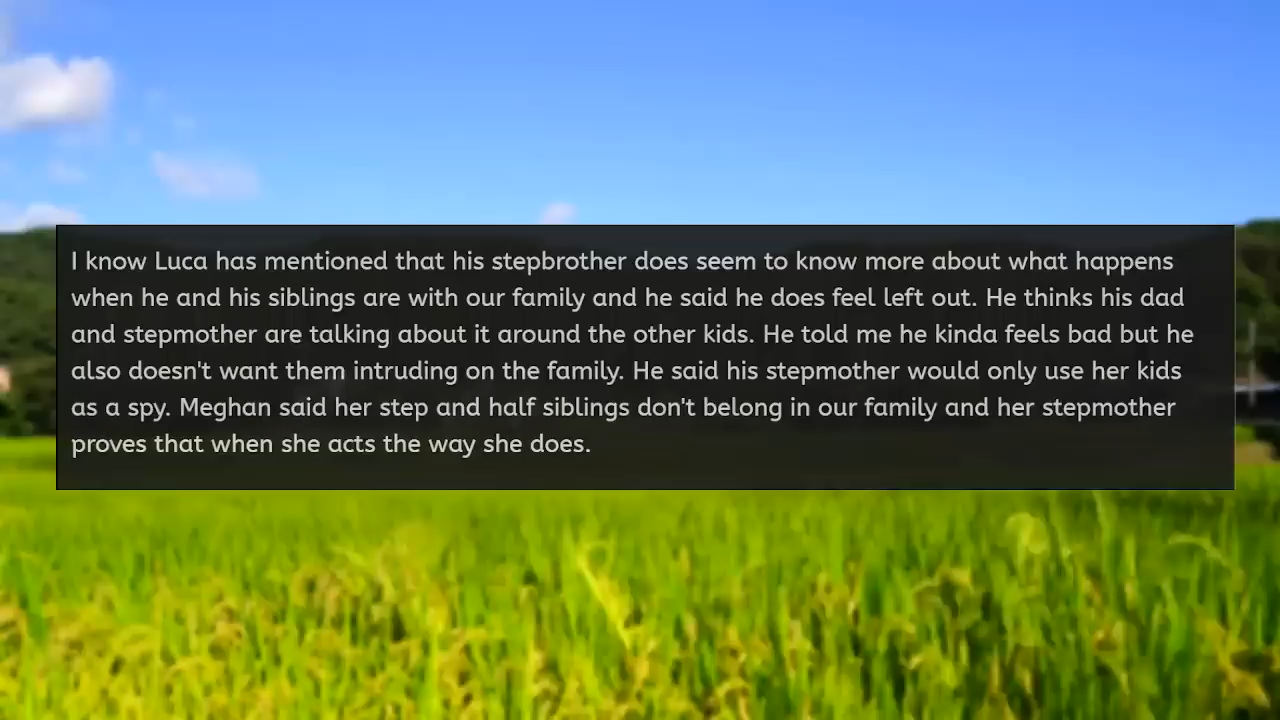 I know Luca has mentioned that his stepbrother does seem to know more about what happens
when he and his siblings are with our family and he said he does feel left out. He thinks his dad
and stepmother are talking about it around the other kids. He told me he kinda feels bad but he
also doesn't want them intruding on the family. He said his stepmother would only use her kids
as a spy. Meghan said her step and half siblings don't belong in our family and her stepmother
proves that when she acts the way she does.